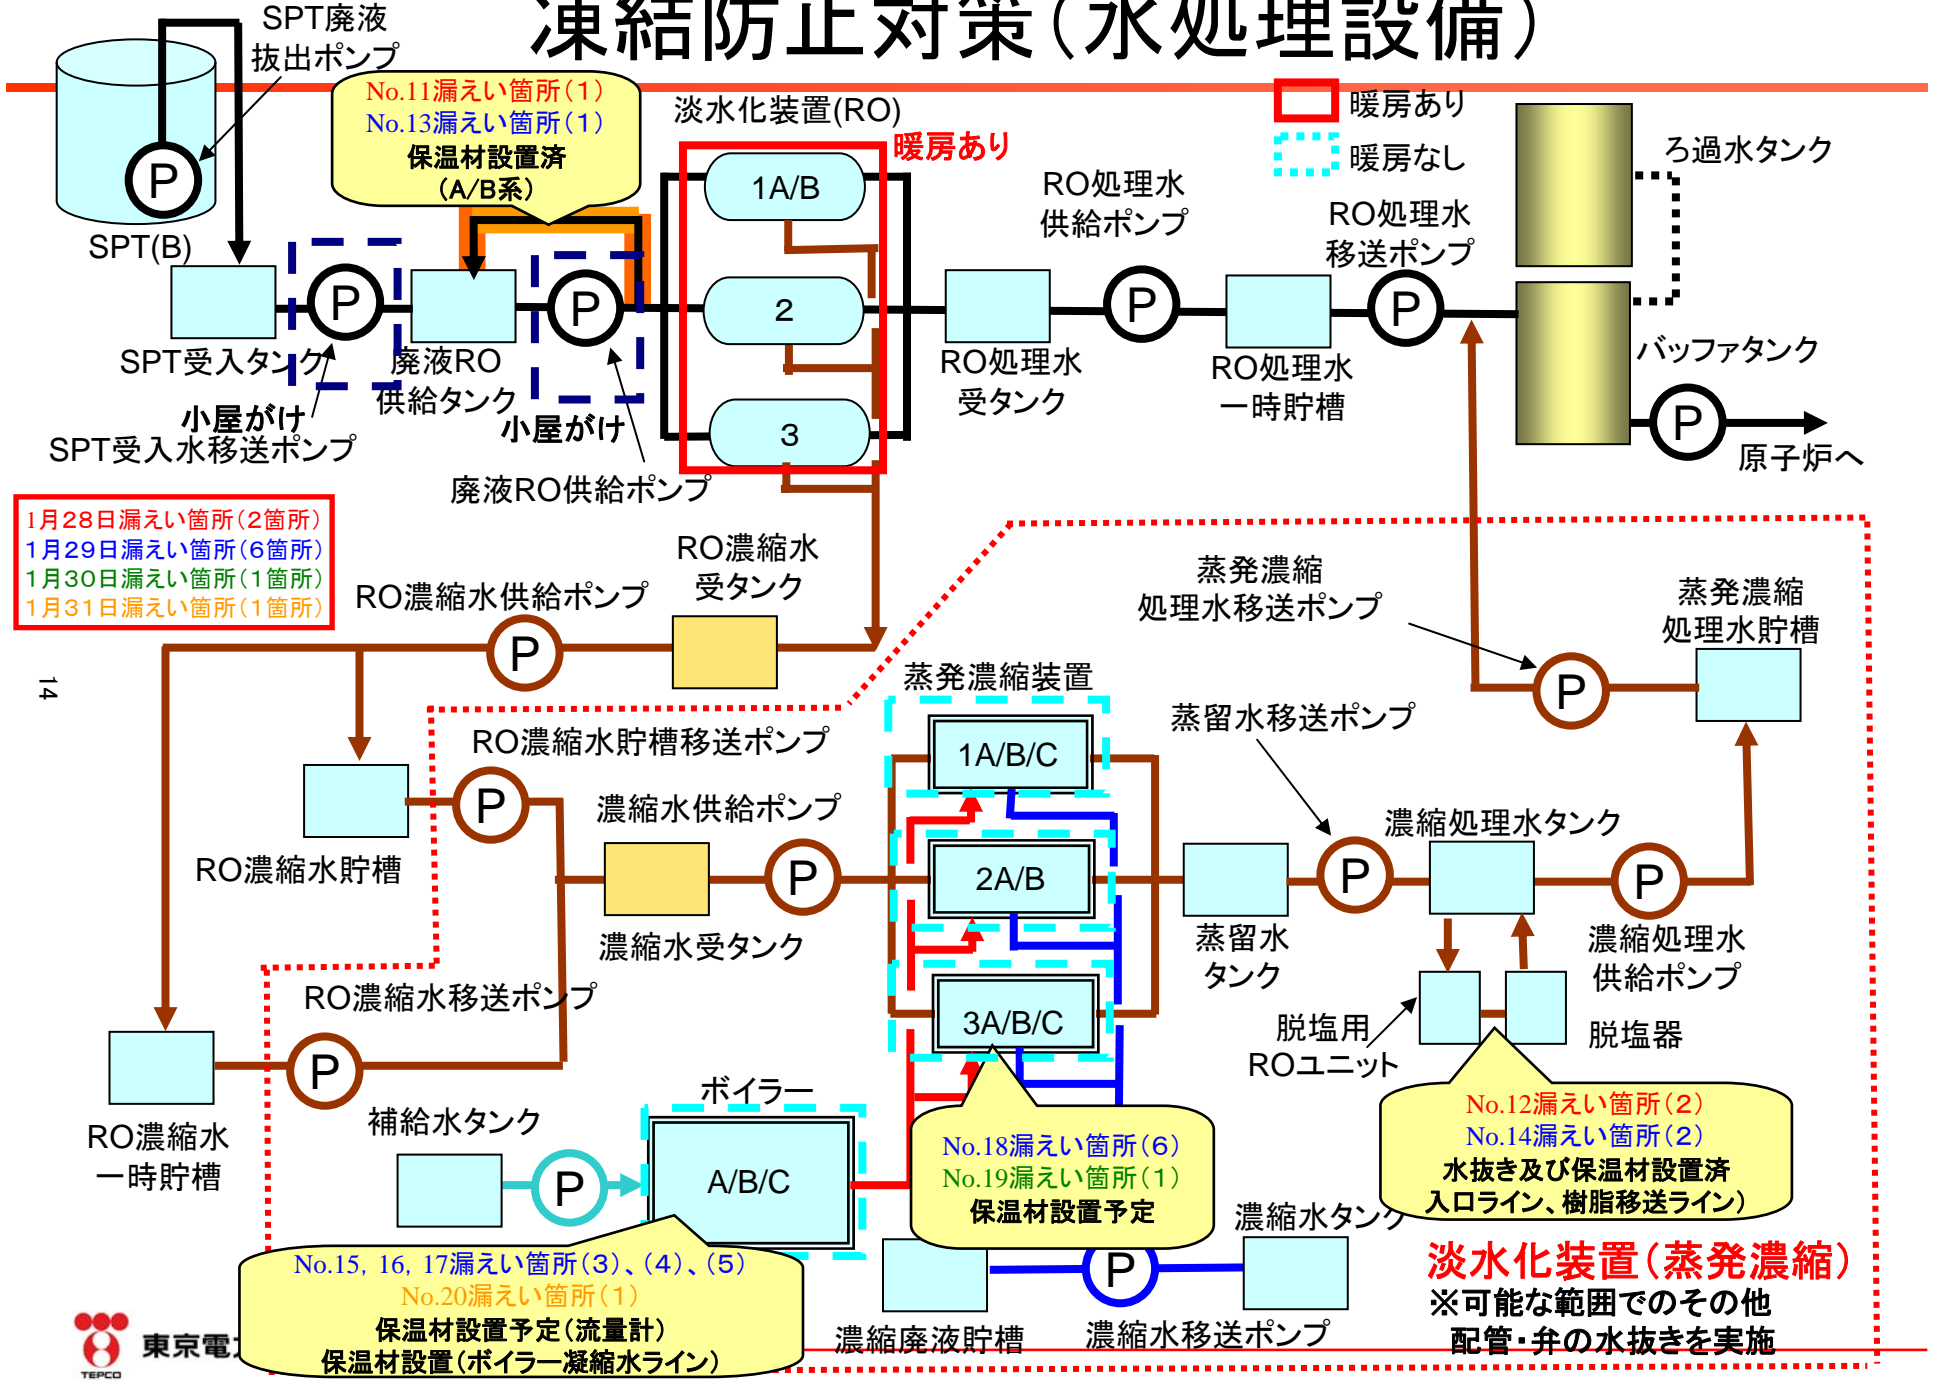 凍結防止対策（水処理設備）
SPT廃液
抜出ポンプ
P
SPT(B)
No.11漏えい箇所（1）
No.13漏えい箇所（１）
保温材設置済
（A/B系）
淡水化装置(RO)
暖房あり
暖房あり
暖房なし
1A/B
2
3
RO処理水
供給ポンプ
RO処理水
移送ポンプ
ろ過水タンク
P
P
P
P
SPT受入タンク
廃液RO
供給タンク
小屋がけ
SPT受入水移送ポンプ
小屋がけ
廃液RO供給ポンプ
RO処理水
受タンク
RO処理水
一時貯槽
バッファタンク
P
原子炉へ
1月28日漏えい箇所（2箇所）
１月２９日漏えい箇所（６箇所）
１月３０日漏えい箇所（１箇所）
１月３１日漏えい箇所（１箇所）
RO濃縮水供給ポンプ
P
RO濃縮水
受タンク
蒸発濃縮
処理水移送ポンプ
蒸発濃縮
処理水貯槽
P
14
蒸発濃縮装置
1A/B/C
2A/B
3A/B/C
RO濃縮水貯槽移送ポンプ
P
RO濃縮水貯槽
濃縮水供給ポンプ
P
濃縮水受タンク
蒸留水移送ポンプ
P
蒸留水
タンク
濃縮処理水タンク
P
濃縮処理水
供給ポンプ
脱塩用
ROユニット
脱塩器
RO濃縮水移送ポンプ
P
RO濃縮水
一時貯槽
補給水タンク
P
ボイラー
A/B/C
No.18漏えい箇所（６）
No.19漏えい箇所（１）
保温材設置予定
No.12漏えい箇所（２）
No.14漏えい箇所（２）
水抜き及び保温材設置済
入口ライン、樹脂移送ライン）
No.15, 16, 17漏えい箇所（３）、（４）、（５）
No.20漏えい箇所（１）
保温材設置予定（流量計）
保温材設置（ボイラー凝縮水ライン）
濃縮廃液貯槽
P
濃縮水移送ポンプ
濃縮水タンク
淡水化装置（蒸発濃縮）
※可能な範囲でのその他
配管・弁の水抜きを実施
東京電
TEPCO